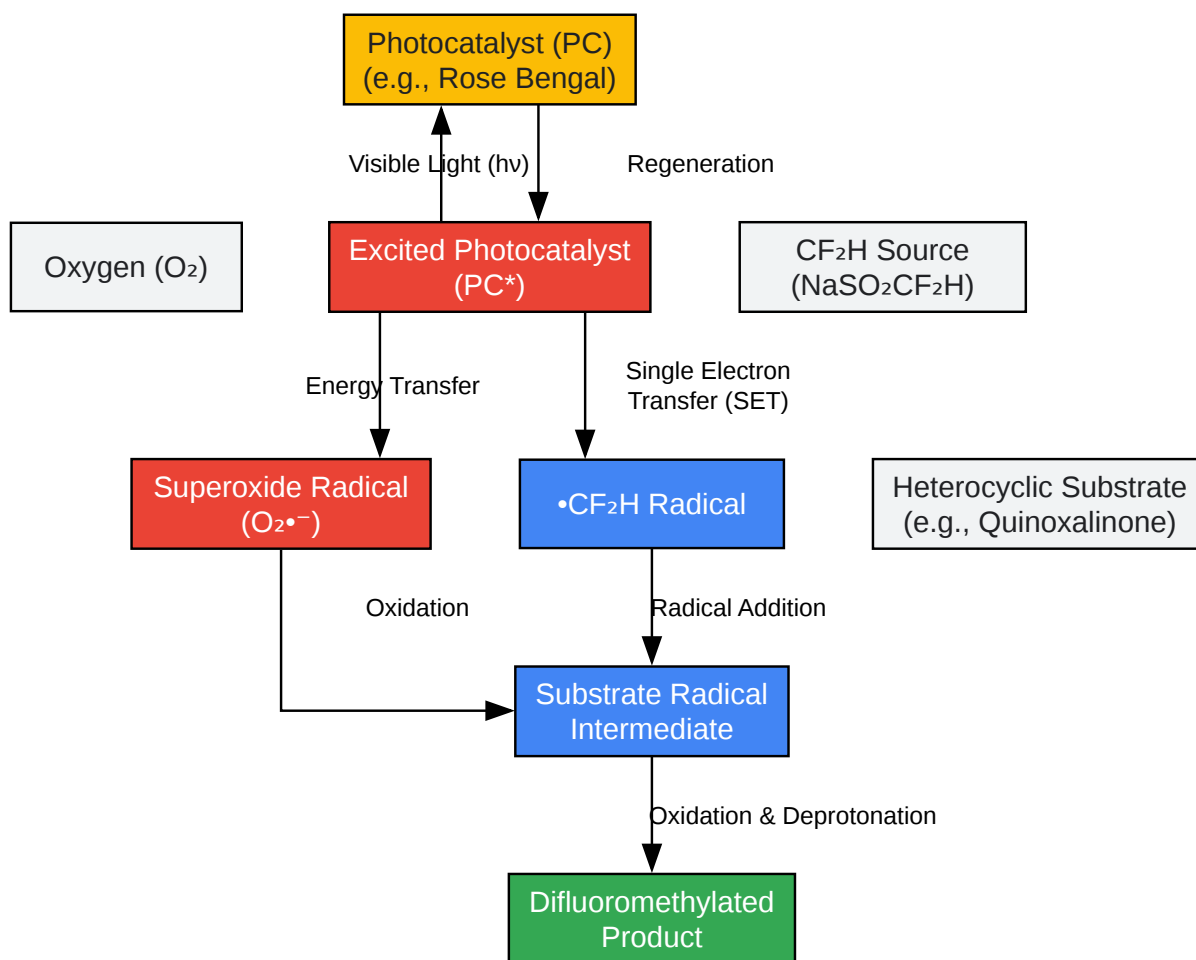 Photocatalyst (PC)
(e.g., Rose Bengal)
Visible Light (hν)
Regeneration
Oxygen (O₂)
Excited Photocatalyst
(PC*)
CF₂H Source
(NaSO₂CF₂H)
Energy Transfer
Single Electron
Transfer (SET)
Superoxide Radical
(O₂•⁻)
•CF₂H Radical
Heterocyclic Substrate
(e.g., Quinoxalinone)
Oxidation
Radical Addition
Substrate Radical
Intermediate
Oxidation & Deprotonation
Difluoromethylated
Product